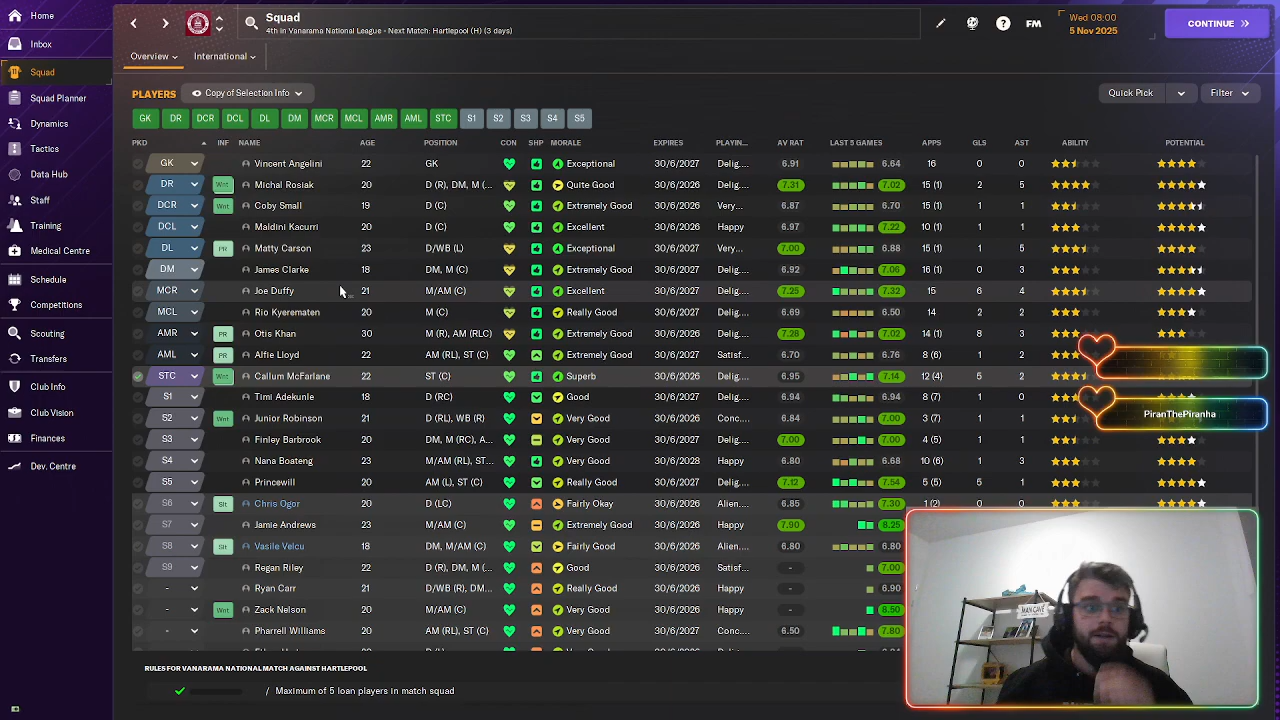 Home
Inbox
Squad
Squad Planner
Dynamics
Tactics
Data Hub
Staff
Training
Medical Centre
Schedule
Competitions
Scouting
Transfers
Club Info
Club Vision
Finances
Dev. Centre
Squad
4th in Vanarama National League - Next Match: Hartlepool (H) (3 days)
? FM
Wed 08:00
5 Nov 2025
CONTINUE
Overview International
PLAYERS Copy of Selection Info Quick Pick Filter
GK DR DCR DCL DL DM MCR MCL AMR AML STC S1 S2 S3 S4 S5
PKD INF NAME AGE POSITION CON SHP MORALE EXPIRES PLAYIN... AV RAT LAST 5 GAMES APPS GLS AST ABILITY POTENTIAL
GK Vincent Angelini 22 GK Exceptional 30/6/2027 Delig... 6.91 6.64 16 0 0
DR Wnt Michal Rosiak 20 D (R), DM, M (... Quite Good 30/6/2027 Delig... 7.31 7.02 15 (1) 2 5
DCR Wnt Coby Small 19 D (C) Extremely Good 30/6/2026 Very... 6.87 6.70 15 (1) 1 1
DCL Maldini Kacurri 20 D (C) Excellent 30/6/2026 Happy 6.97 7.22 10 (1) 1 1
DL PR Matty Carson 23 D/WB (L) Exceptional 30/6/2026 Very... 7.00 6.88 15 (1) 1 5
DM James Clarke 18 DM, M (C) Extremely Good 30/6/2026 Delig... 6.92 7.06 16 (1) 0 3
MCR Joe Duffy 21 M/AM (C) Excellent 30/6/2026 Delig... 7.25 7.32 15 6 4
MCL Rio Kyerematen 20 M (C) Really Good 30/6/2026 Delig... 6.69 6.50 14 2 2
AMR PR Otis Khan 30 M (R), AM (RLC) Extremely Good 30/6/2026 Delig... 7.28 7.02 14 (1) 8 3
AML PR Alfie Lloyd 22 AM (RL), ST (C) Extremely Good 30/6/2026 Satisf... 6.70 6.76 8 (6) 1 2
STC Wnt Callum McFarlane 22 ST (C) Superb 30/6/2026 Delig... 6.95 7.14 12 (4) 5 2
S1 Timi Adekunle 18 D (RC) Good 30/6/2026 Delig... 6.94 6.94 8 (7) 1 0
S2 Wnt Junior Robinson 21 D (L), WB (R) Very Good 30/6/2026 Conc... 6.84 7.00 7 (3) 1 1
S3 Finley Barbrook 20 DM, M (RC), A... Very Good 30/6/2026 Delig... 7.00 7.00 4 (5) 1 1
S4 Nana Boateng 23 M/AM (RL), ST... Very Good 30/6/2028 Happy 6.80 6.68 10 (6) 1 3
S5 Princewill 20 AM (L), ST (C) Really Good 30/6/2026 Delig... 7.12 7.54 5 (5) 5 1
S6 Slt Chris Ogor 20 D (LC) Fairly Okay 30/6/2026 Alien... 6.85 7.30 1 (2) 0 0
S7 Jamie Andrews 23 M/AM (C) Extremely Good 30/6/2026 Happy 7.90 8.25
S8 Slt Vasile Velcu 18 DM, M/AM (C) Fairly Good 30/6/2026 Alien... 6.80 6.80
S9 Regan Riley 22 D (R), DM, M (... Good 30/6/2026 Satisf... - 7.00
- Ryan Carr 21 D/WB (R), DM... Really Good 30/6/2026 Happy - 6.90
- Wnt Zack Nelson 20 M/AM (C) Very Good 30/6/2026 Happy - 8.50
- Pharrell Williams 20 AM (RL), ST (C) Very Good 30/6/2026 Conc... 6.50 7.80
PiranThePiranha
MAN CAVE
RULES FOR VANARAMA NATIONAL MATCH AGAINST HARTLEPOOL
/ Maximum of 5 loan players in match squad